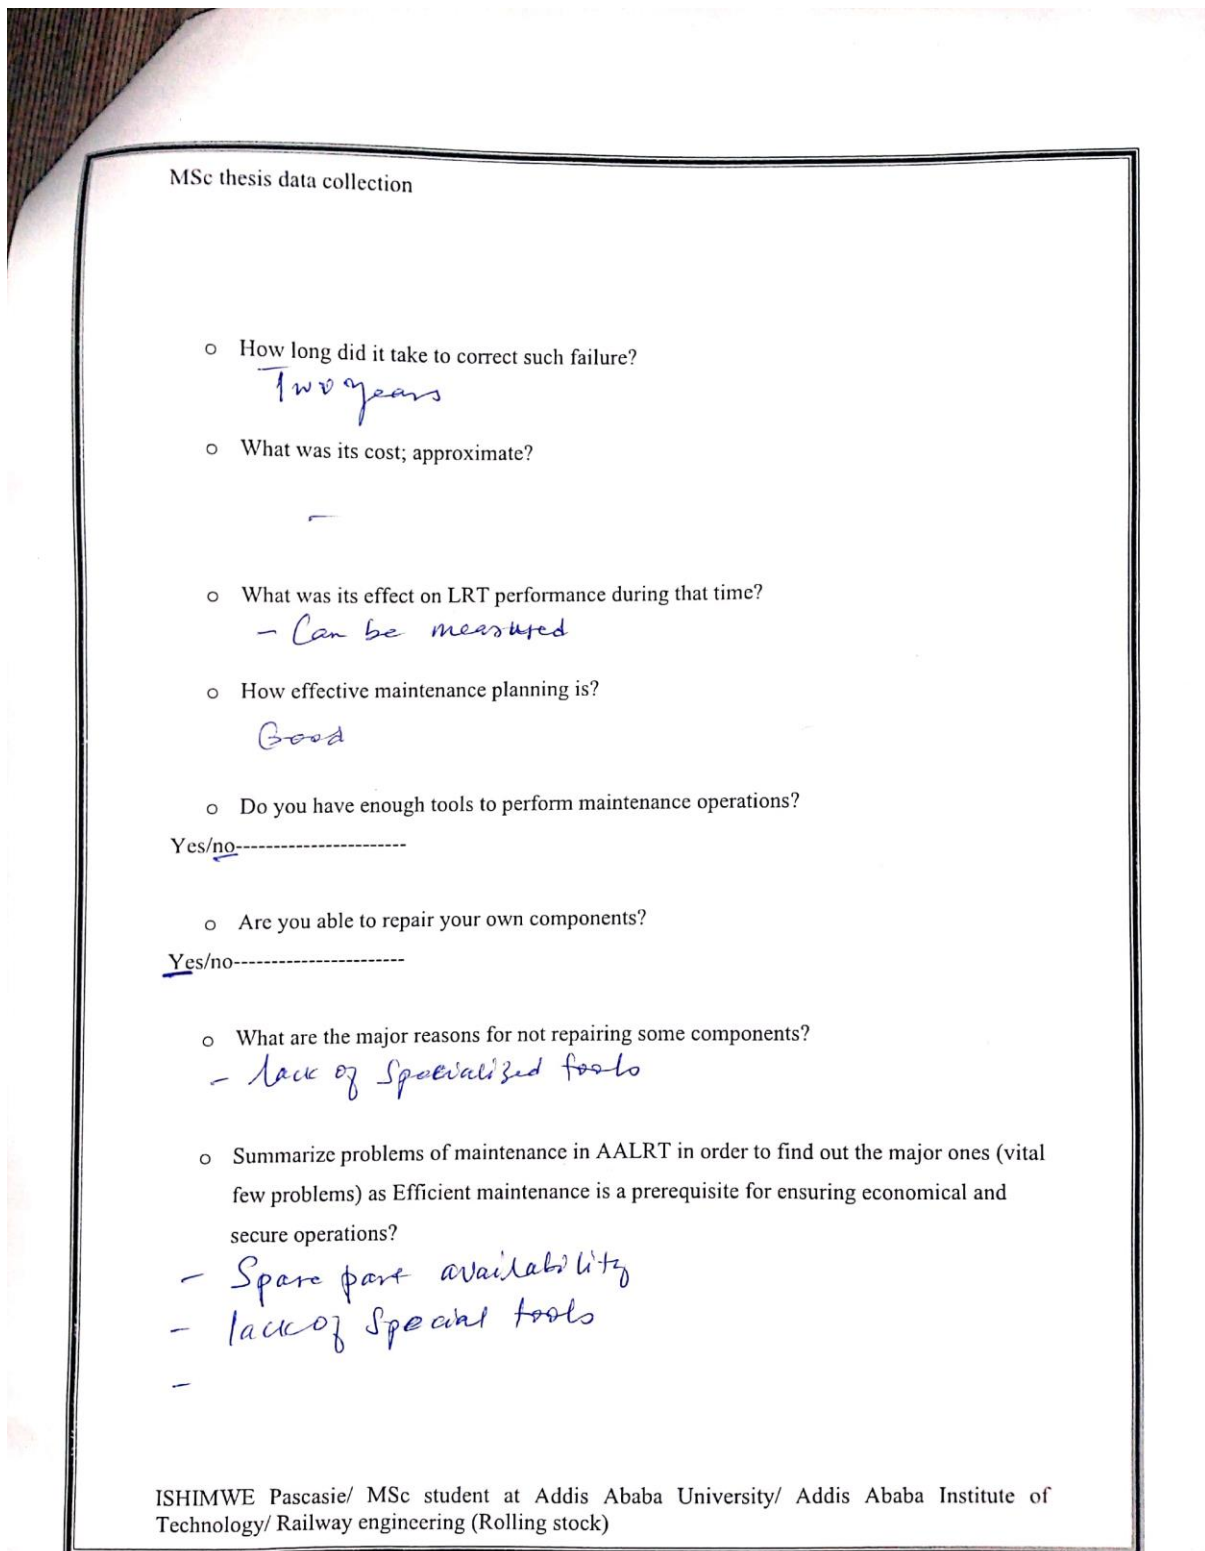 MSc thesis data collection
o How long did it take to correct such failure?
Two years
o What was its cost; approximate?
-
o What was its effect on LRT performance during that time?
- Can be measured
o How effective maintenance planning is?
Good
o Do you have enough tools to perform maintenance operations?
Yes/no-----------------------
o Are you able to repair your own components?
Yes/no-----------------------
o What are the major reasons for not repairing some components?
- lack of Specialized tools
o Summarize problems of maintenance in AALRT in order to find out the major ones (vital
few problems) as Efficient maintenance is a prerequisite for ensuring economical and
secure operations?
- Spare part availability
- lack of Special tools
-
ISHIMWE Pascasie/ MSc student at Addis Ababa University/ Addis Ababa Institute of
Technology/ Railway engineering (Rolling stock)